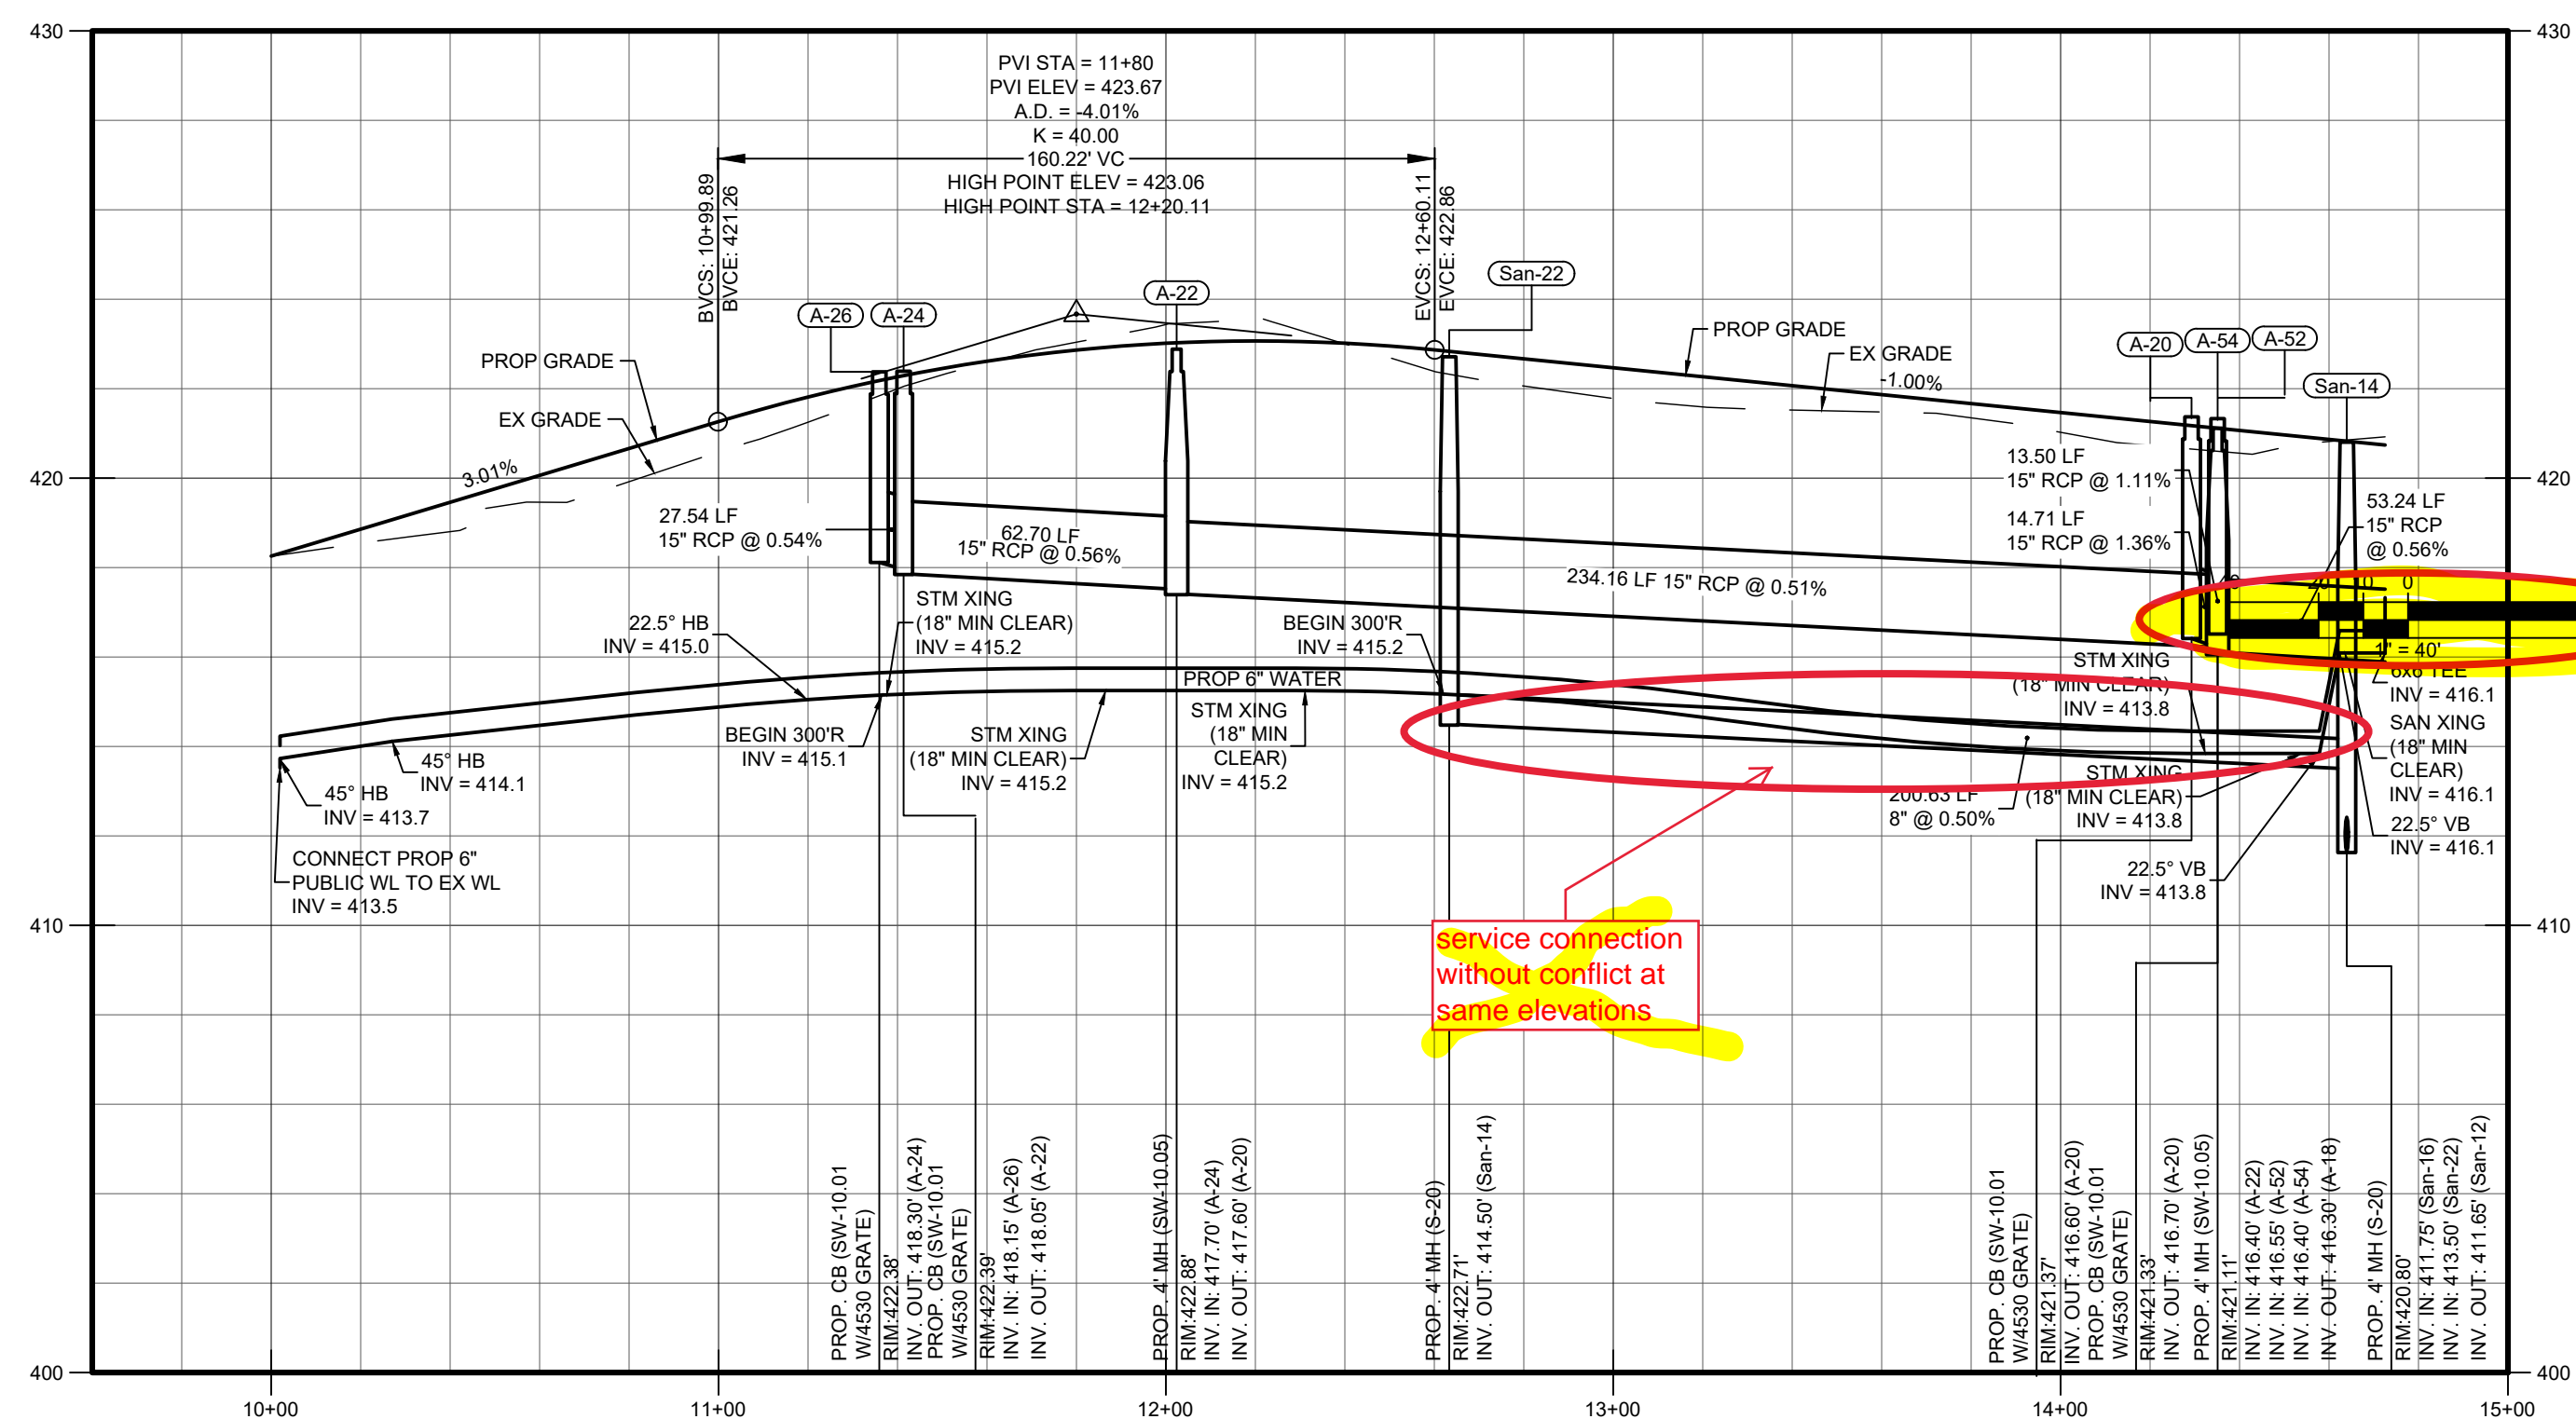 430
430
PVI STA = 11+80
PVI ELEV = 423.67
A.D. = -4.01%
K = 40.00
160.22' VC
HIGH POINT ELEV = 423.06
HIGH POINT STA = 12+20.11
BVCS: 10+99.89
BVCE: 421.26
EVCS: 12+60.11
EVCE: 422.86
San-22
A-22
A-26
A-24
PROP GRADE
EX GRADE
-1.00%
A-20
A-54
A-52
San-14
PROP GRADE
EX GRADE
3.01%
420
420
27.54 LF
15" RCP @ 0.54%
62.70 LF
15" RCP @ 0.56%
234.16 LF 15" RCP @ 0.51%
13.50 LF
15" RCP @ 1.11%
14.71 LF
15" RCP @ 1.36%
53.24 LF
15" RCP
@ 0.56%
0
0
1" = 40'
22.5° HB
INV = 415.0
STM XING
(18" MIN CLEAR)
INV = 415.2
BEGIN 300'R
INV = 415.2
PROP 6" WATER
STM XING
(18" MIN CLEAR)
INV = 413.8
6x6 TEE
INV = 416.1
SAN XING
(18" MIN
CLEAR)
INV = 416.1
45° HB
INV = 413.7
45° HB
INV = 414.1
BEGIN 300'R
INV = 415.1
STM XING
(18" MIN CLEAR)
INV = 415.2
STM XING
(18" MIN
CLEAR)
INV = 415.2
200.63 LF
8" @ 0.50%
STM XING
(18" MIN CLEAR)
INV = 413.8
22.5° VB
INV = 416.1
22.5° VB
INV = 413.8
CONNECT PROP 6"
PUBLIC WL TO EX WL
INV = 413.5
410
410
service connection
without conflict at
same elevations
PROP. CB (SW-10.01
W/4530 GRATE)
RIM:422.38'
INV. OUT: 418.30' (A-24)
PROP. CB (SW-10.01
W/4530 GRATE)
RIM:422.39'
INV. IN: 418.15' (A-26)
INV. OUT: 418.05' (A-22)
PROP. 4' MH (SW-10.05)
RIM:422.88'
INV. IN: 417.70' (A-24)
INV. OUT: 417.60' (A-20)
PROP. 4' MH (S-20)
RIM:422.71'
INV. OUT: 414.50' (San-14)
PROP. CB (SW-10.01
W/4530 GRATE)
RIM:421.37'
INV. OUT: 416.60' (A-20)
PROP. CB (SW-10.01
W/4530 GRATE)
RIM:421.33'
INV. OUT: 416.70' (A-20)
PROP. 4' MH (SW-10.05)
RIM:421.11'
INV. IN: 416.40' (A-22)
INV. IN: 416.55' (A-52)
INV. IN: 416.40' (A-54)
INV. OUT: 416.30' (A-18)
PROP. 4' MH (S-20)
RIM:420.80'
INV. IN: 411.75' (San-16)
INV. IN: 413.50' (San-22)
INV. OUT: 411.65' (San-12)
400
400
10+00
11+00
12+00
13+00
14+00
15+00